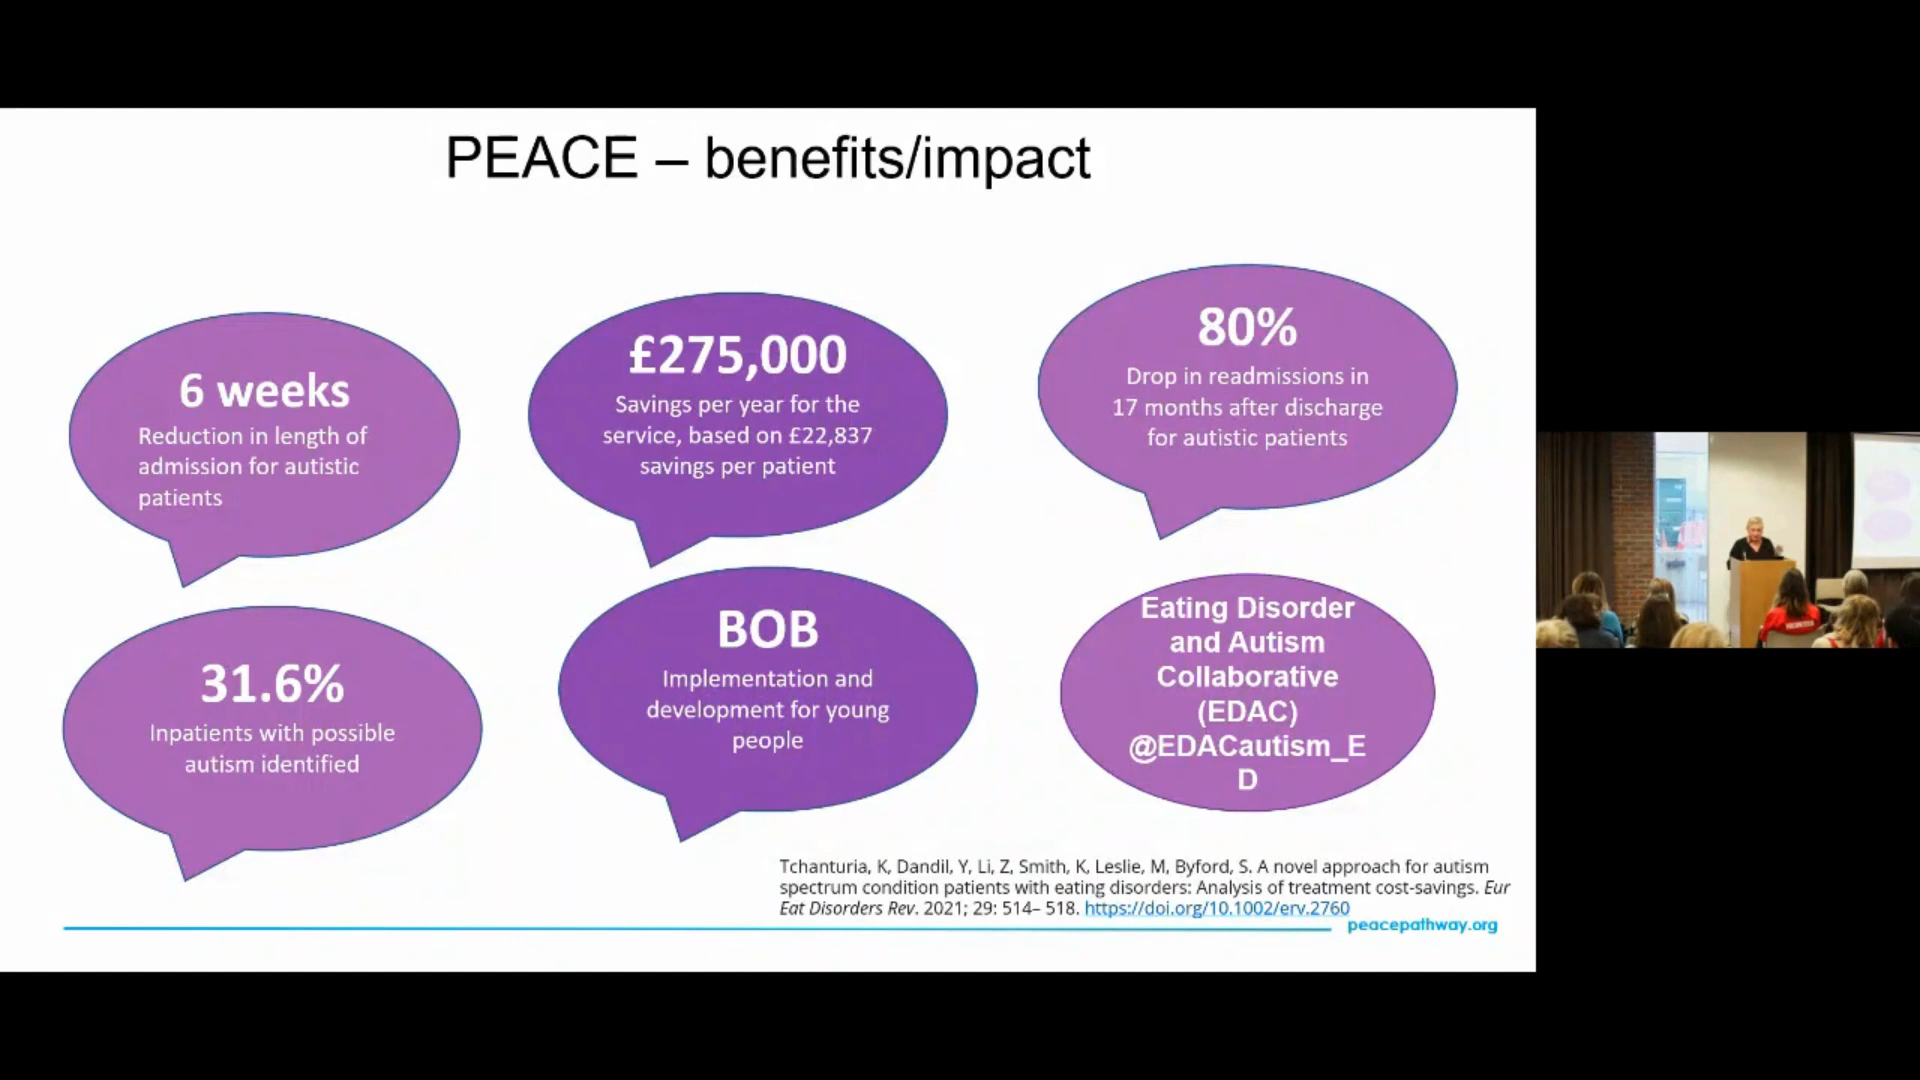 PEACE – benefits/impact
6 weeks
Reduction in length of
admission for autistic
patients
£275,000
Savings per year for the
service, based on £22,837
savings per patient
80%
Drop in readmissions in
17 months after discharge
for autistic patients
31.6%
Inpatients with possible
autism identified
BOB
Implementation and
development for young
people
Eating Disorder
and Autism
Collaborative
(EDAC)
@EDACautism_E
D
Tchanturia, K, Dandil, Y, Li, Z, Smith, K, Leslie, M, Byford, S. A novel approach for autism
spectrum condition patients with eating disorders: Analysis of treatment cost-savings. Eur
Eat Disorders Rev. 2021; 29: 514– 518. https://doi.org/10.1002/erv.2760
peacepathway.org